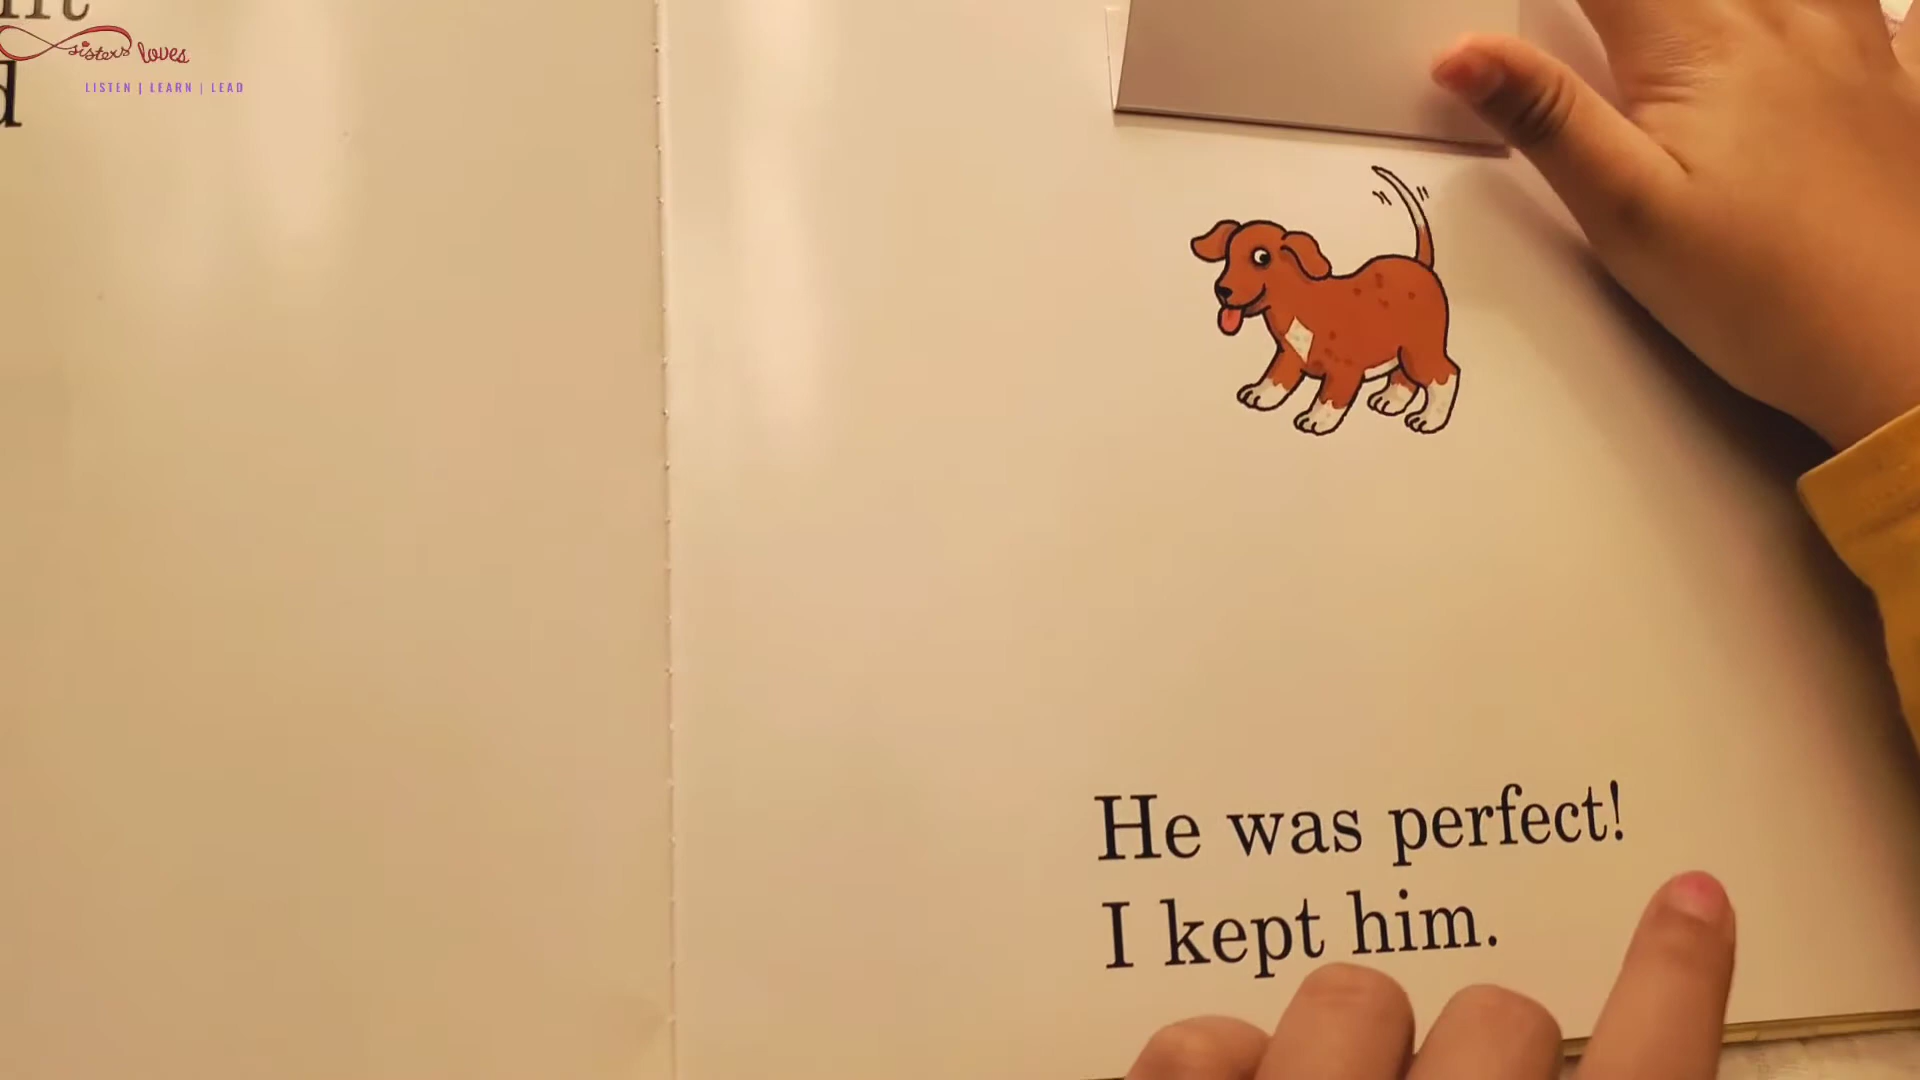 sisters loves
LISTEN | LEARN | LEAD
He was perfect!
I kept him.